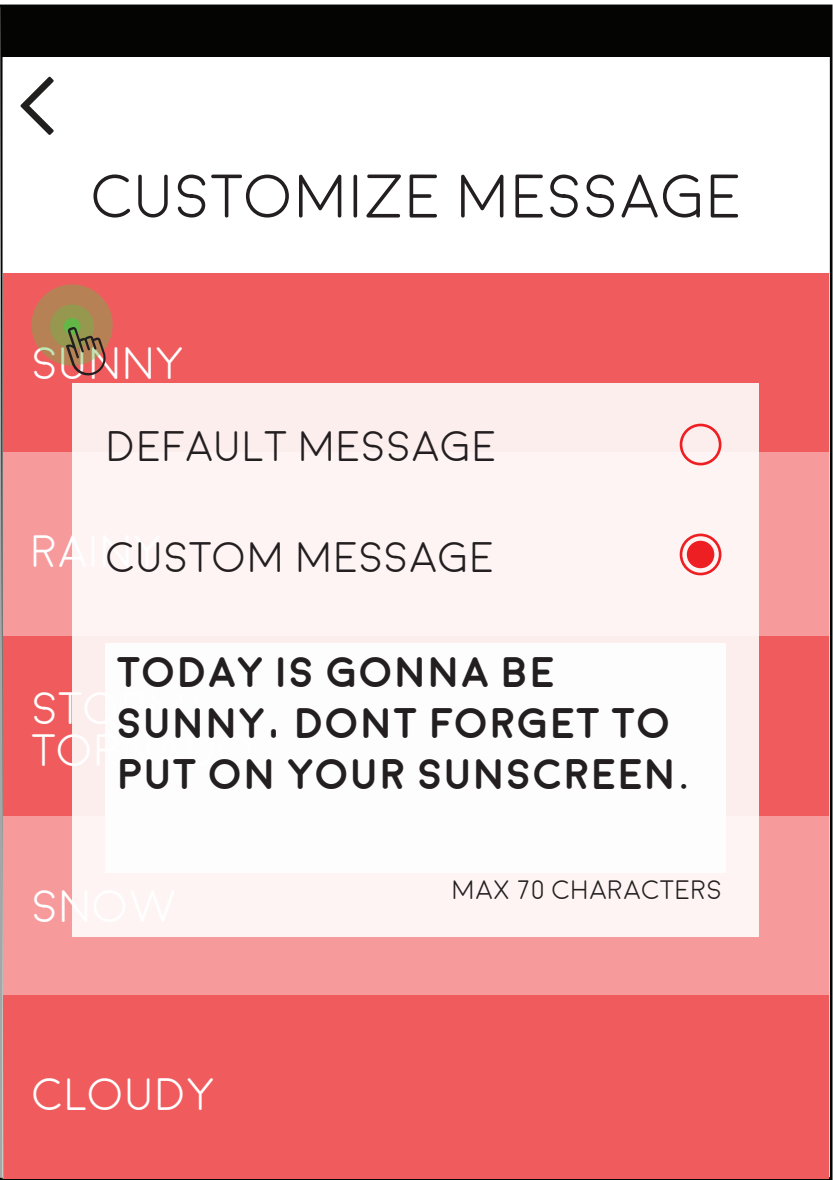 CUSTOMIZE MESSAGE
SUNNY
DEFAULT MESSAGE
RAINY
CUSTOM MESSAGE
TODAY IS GONNA BE
SUNNY. DONT FORGET TO
PUT ON YOUR SUNSCREEN.
MAX 70 CHARACTERS
SNOW
CLOUDY